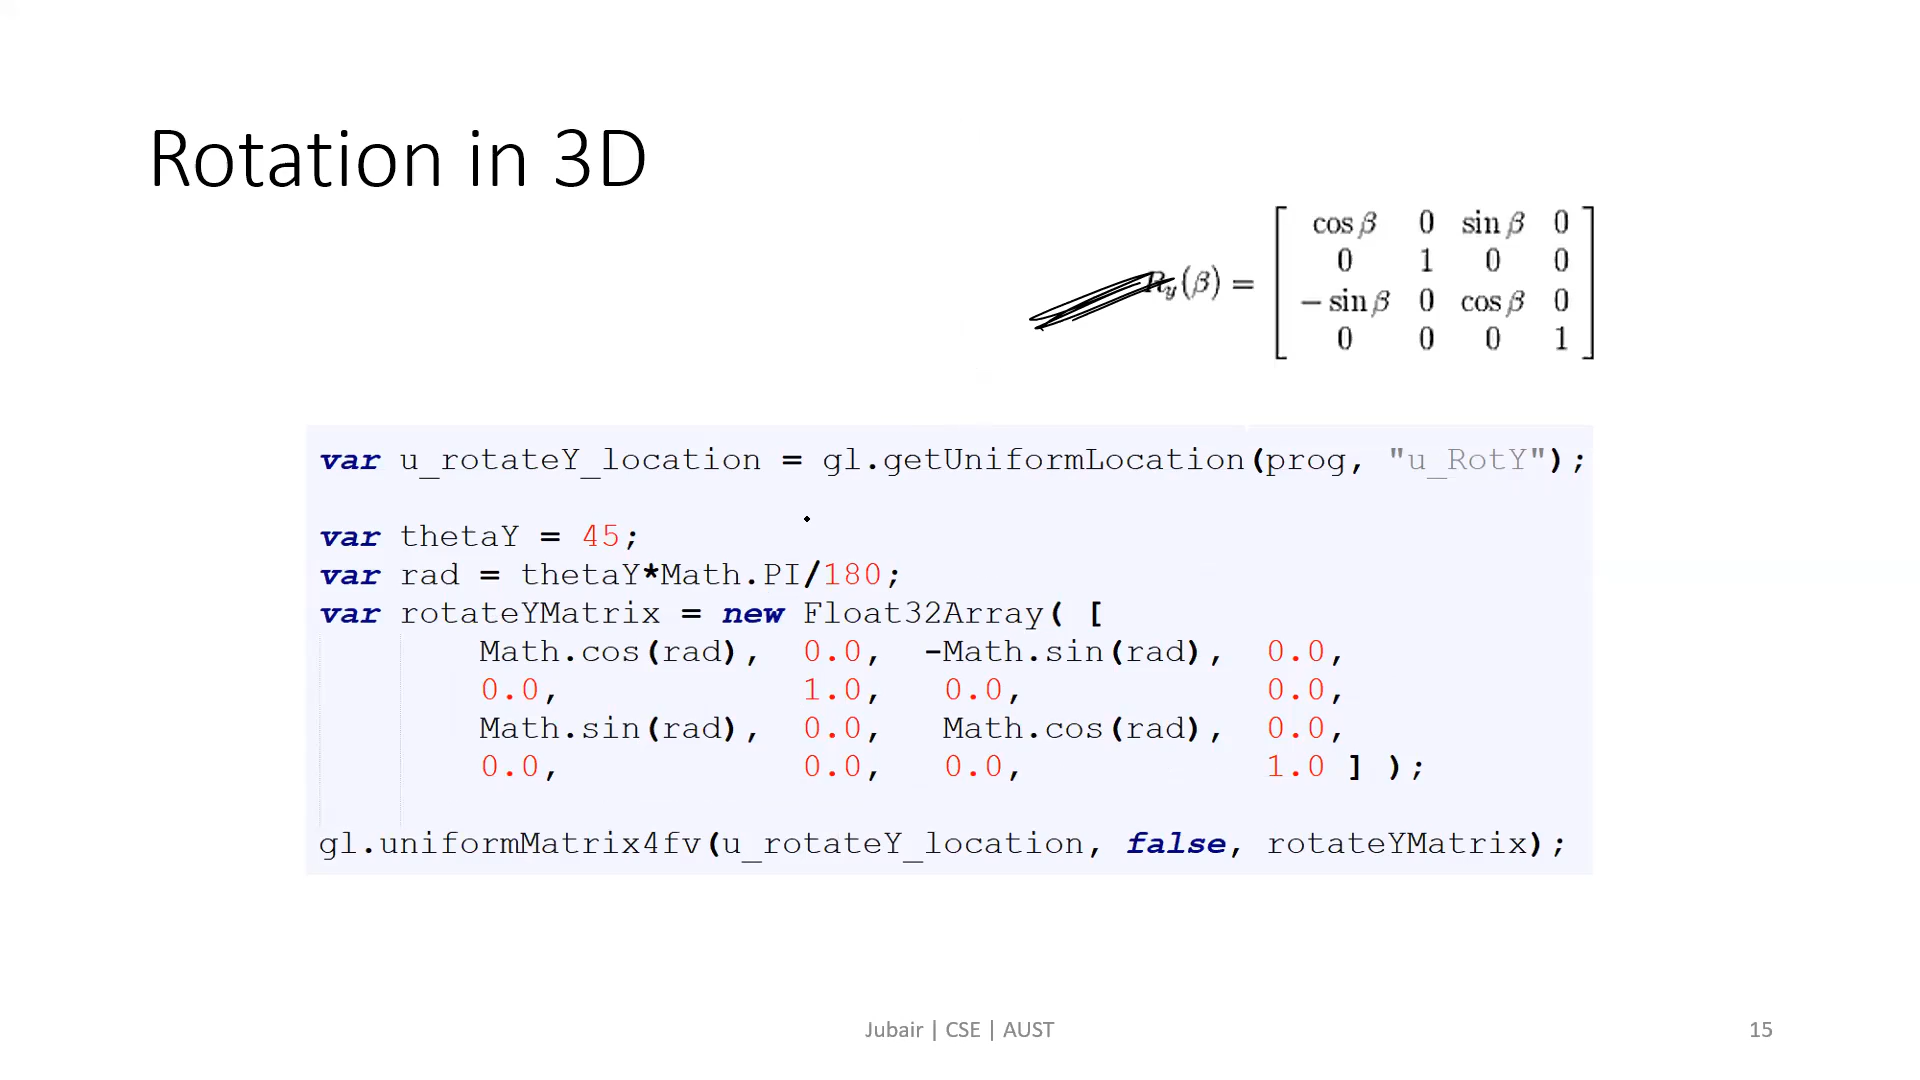 Rotation in 3D
cos β 0 sin β 0
0 1 0 0
R_y(β) =
− sin β 0 cos β 0
0 0 0 1
var u_rotateY_location = gl.getUniformLocation(prog, "u_RotY");
var thetaY = 45;
var rad = thetaY*Math.PI/180;
var rotateYMatrix = new Float32Array( [
Math.cos(rad), 0.0, -Math.sin(rad), 0.0,
0.0, 1.0, 0.0, 0.0,
Math.sin(rad), 0.0, Math.cos(rad), 0.0,
0.0, 0.0, 0.0, 1.0 ] );
gl.uniformMatrix4fv(u_rotateY_location, false, rotateYMatrix);
Jubair | CSE | AUST
15